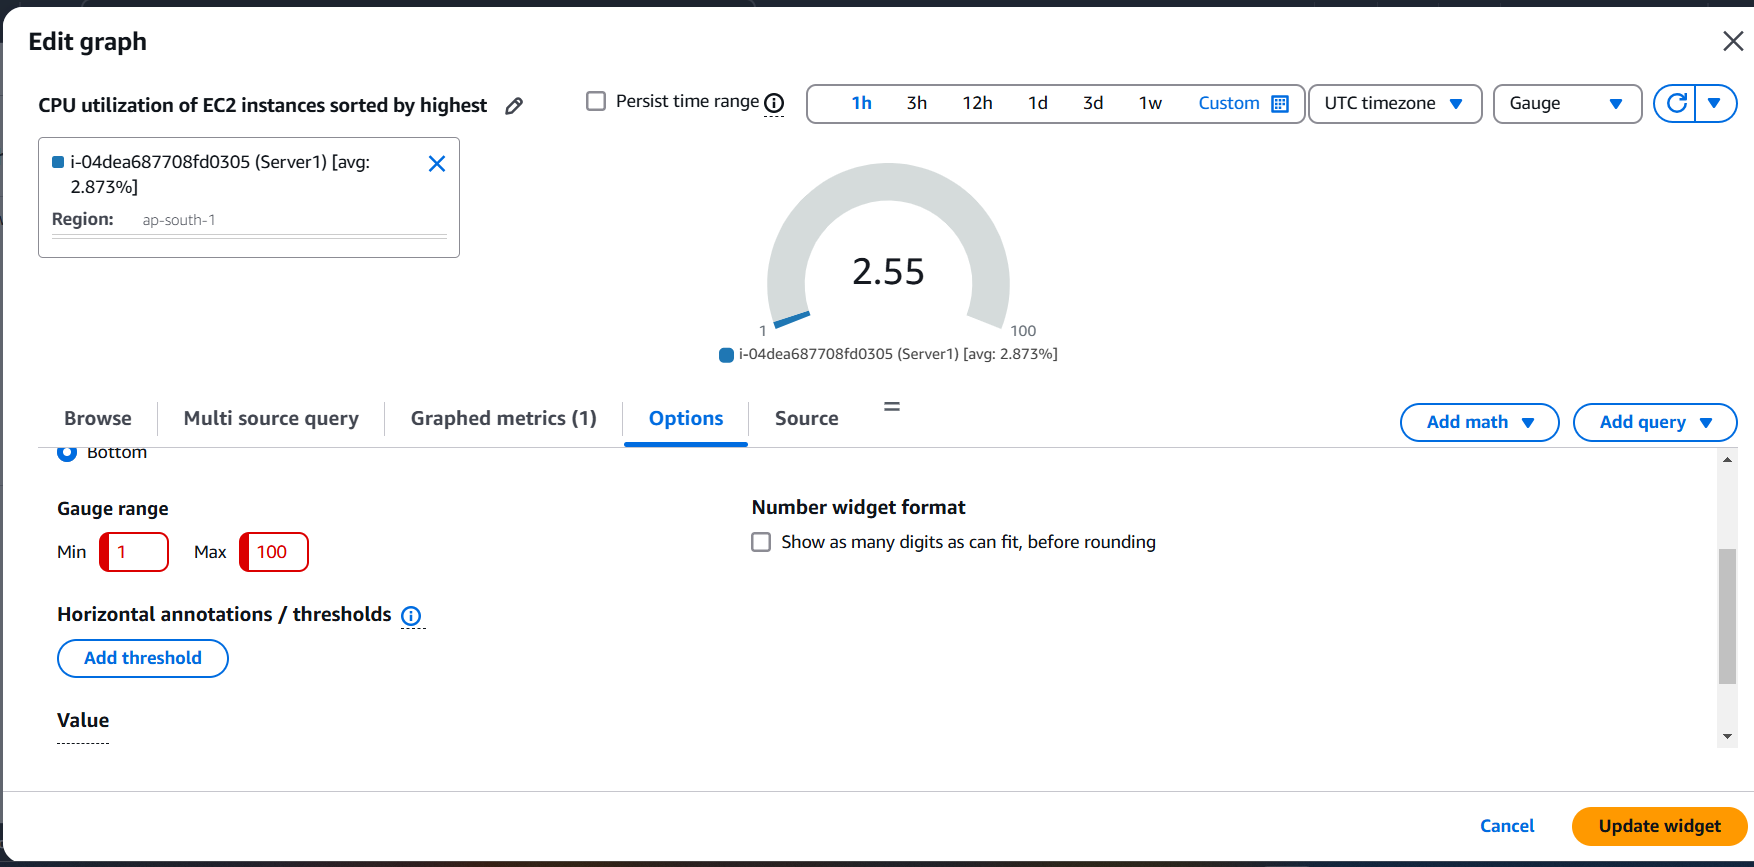 Edit graph
CPU utilization of EC2 instances sorted by highest
Persist time range
1h 3h 12h 1d 3d 1w Custom
UTC timezone
Gauge
i-04dea687708fd0305 (Server1) [avg:
2.873%]
Region: ap-south-1
2.55
1
100
i-04dea687708fd0305 (Server1) [avg: 2.873%]
Browse
Multi source query
Graphed metrics (1)
Options
Source
Add math
Add query
Bottom
Gauge range
Min 1 Max 100
Number widget format
Show as many digits as can fit, before rounding
Horizontal annotations / thresholds
Add threshold
Value
Cancel
Update widget